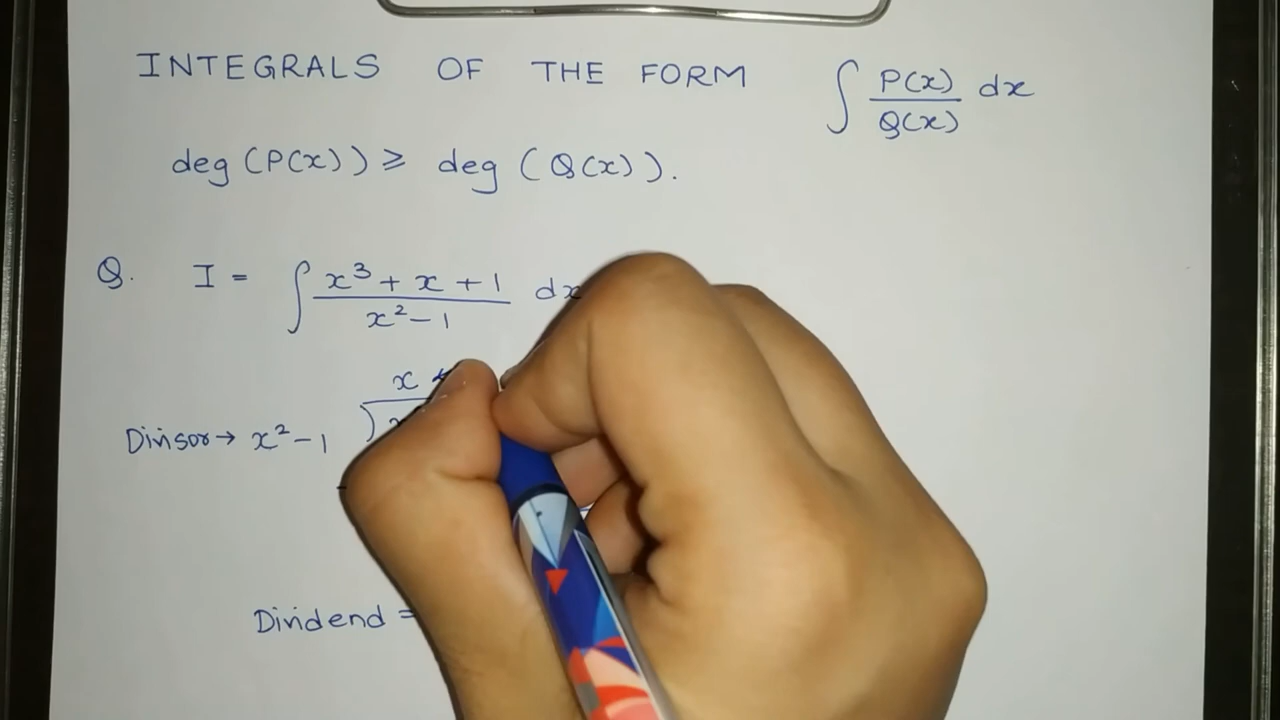 INTEGRALS OF THE FORM ∫ P(x)/Q(x) dx
deg (P(x)) ⩾ deg (Q(x)).
Q. I = ∫ (x³ + x + 1)/(x² − 1) dx
x ←
Divisor → x² − 1 )
Dividend =